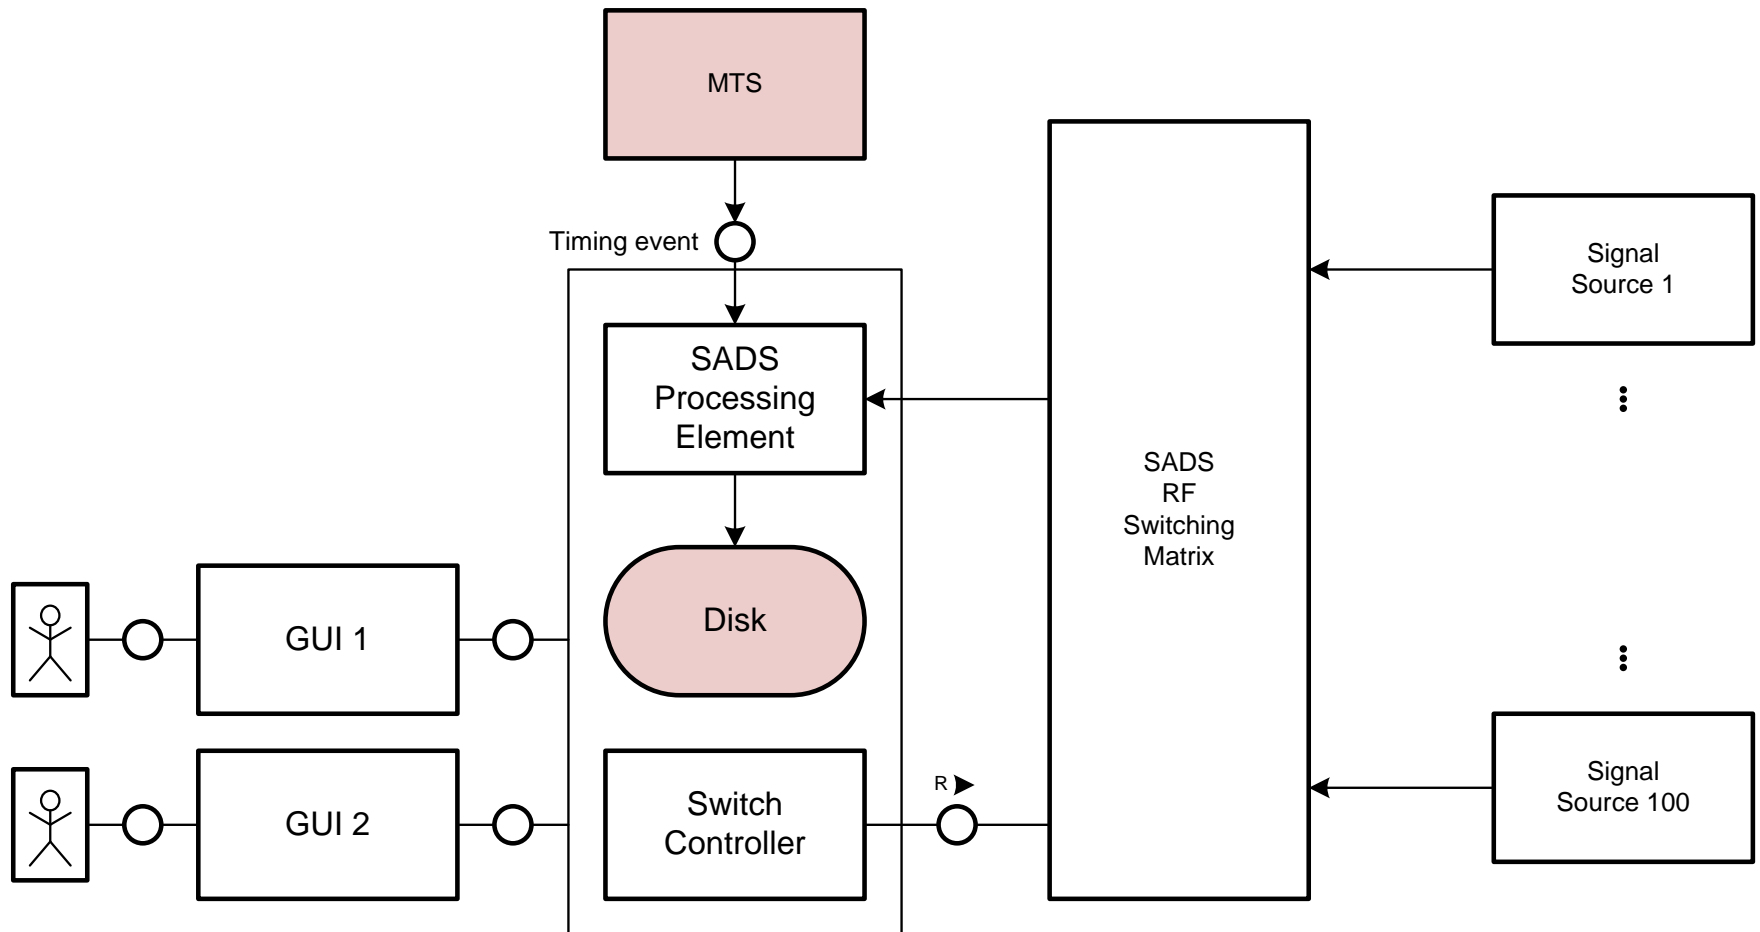 MTS
Timing event
SADS
Processing
Element
Signal
Source 1
SADS
RF
Switching
Matrix
Disk
GUI 1
GUI 2
Switch
Controller
R
Signal
Source 100